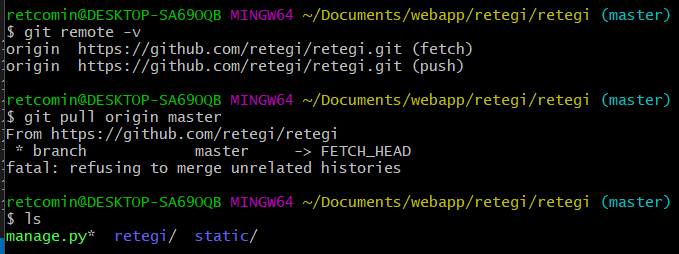 retcomin@DESKTOP-SA69OQB MINGW64 ~/Documents/webapp/retegi/retegi (master)
$ git remote -v
origin  https://github.com/retegi/retegi.git (fetch)
origin  https://github.com/retegi/retegi.git (push)
retcomin@DESKTOP-SA69OQB MINGW64 ~/Documents/webapp/retegi/retegi (master)
$ git pull origin master
From https://github.com/retegi/retegi
 * branch            master     -> FETCH_HEAD
fatal: refusing to merge unrelated histories
retcomin@DESKTOP-SA69OQB MINGW64 ~/Documents/webapp/retegi/retegi (master)
$ ls
manage.py*  retegi/  static/